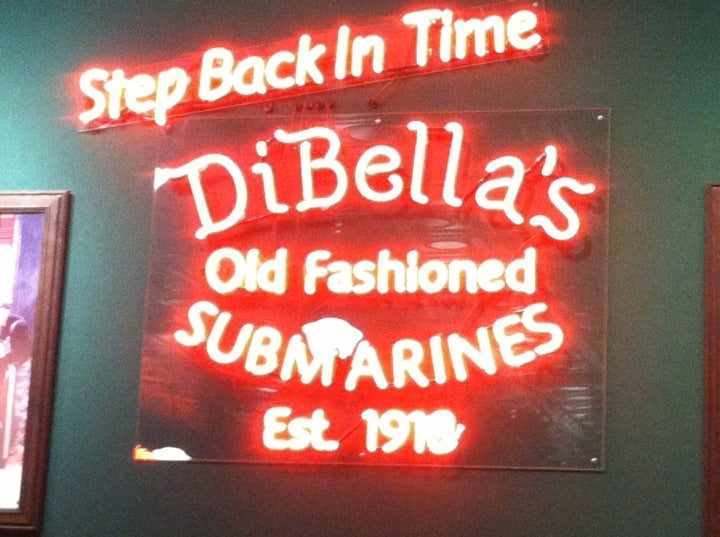 Step Back In Time
DiBella's
Old Fashioned
SUBMARINES
Est. 1918